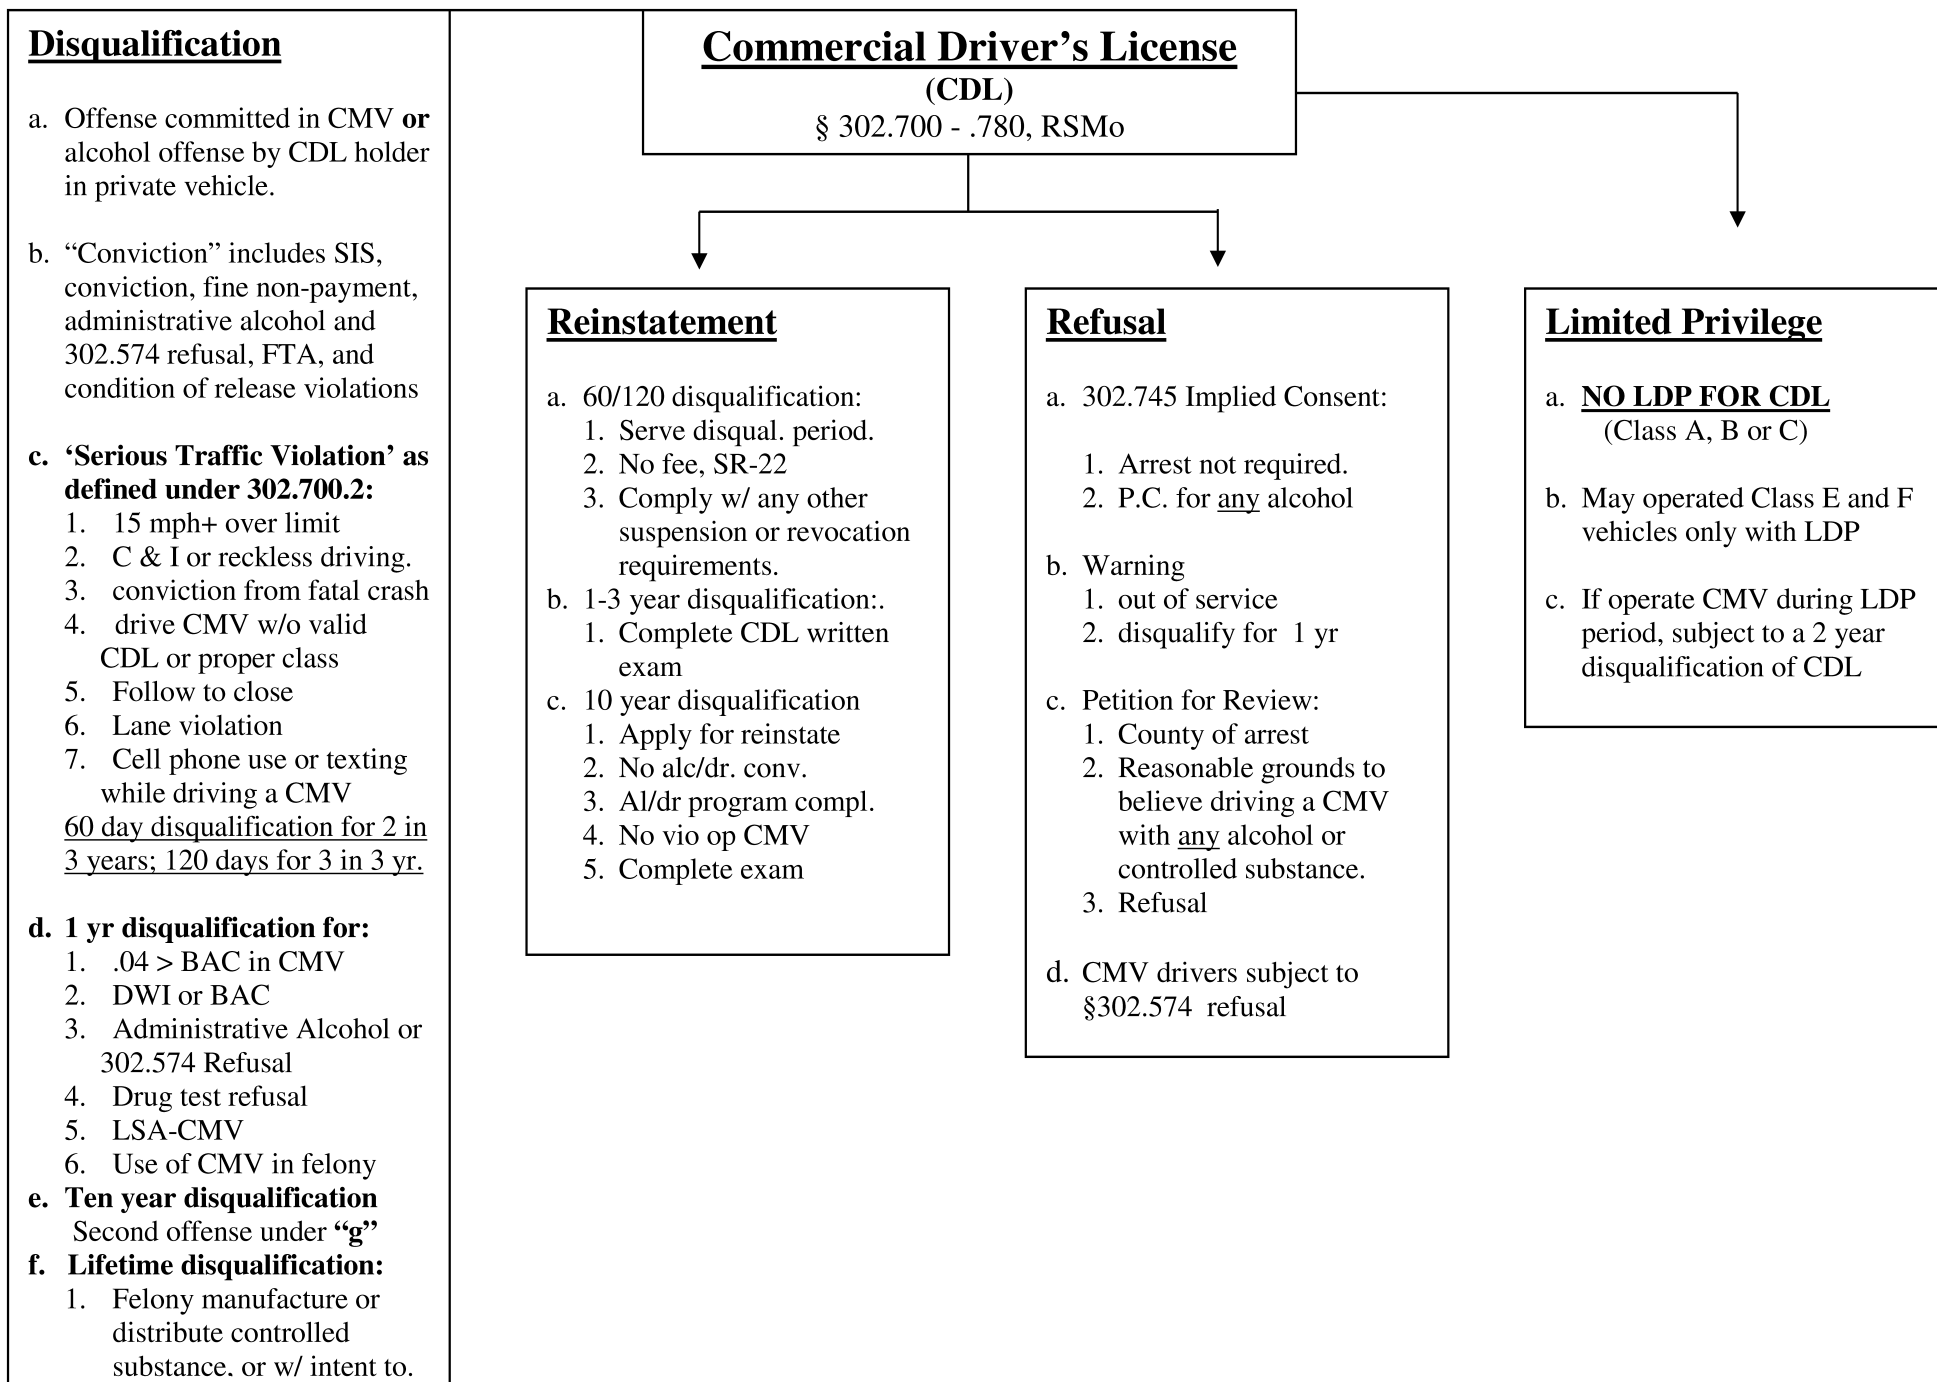 Disqualification
a. Offense committed in CMV or
alcohol offense by CDL holder
in private vehicle.
b. “Conviction” includes SIS,
conviction, fine non-payment,
administrative alcohol and
302.574 refusal, FTA, and
condition of release violations
c. ‘Serious Traffic Violation’ as
defined under 302.700.2:
1. 15 mph+ over limit
2. C & I or reckless driving.
3. conviction from fatal crash
4. drive CMV w/o valid
CDL or proper class
5. Follow to close
6. Lane violation
7. Cell phone use or texting
while driving a CMV
60 day disqualification for 2 in
3 years; 120 days for 3 in 3 yr.
d. 1 yr disqualification for:
1. .04 > BAC in CMV
2. DWI or BAC
3. Administrative Alcohol or
302.574 Refusal
4. Drug test refusal
5. LSA-CMV
6. Use of CMV in felony
e. Ten year disqualification
Second offense under “g”
f. Lifetime disqualification:
1. Felony manufacture or
distribute controlled
substance, or w/ intent to.
Commercial Driver’s License
(CDL)
§ 302.700 - .780, RSMo
Reinstatement
a. 60/120 disqualification:
1. Serve disqual. period.
2. No fee, SR-22
3. Comply w/ any other
suspension or revocation
requirements.
b. 1-3 year disqualification:.
1. Complete CDL written
exam
c. 10 year disqualification
1. Apply for reinstate
2. No alc/dr. conv.
3. Al/dr program compl.
4. No vio op CMV
5. Complete exam
Refusal
a. 302.745 Implied Consent:
1. Arrest not required.
2. P.C. for any alcohol
b. Warning
1. out of service
2. disqualify for 1 yr
c. Petition for Review:
1. County of arrest
2. Reasonable grounds to
believe driving a CMV
with any alcohol or
controlled substance.
3. Refusal
d. CMV drivers subject to
§302.574 refusal
Limited Privilege
a. NO LDP FOR CDL
(Class A, B or C)
b. May operated Class E and F
vehicles only with LDP
c. If operate CMV during LDP
period, subject to a 2 year
disqualification of CDL